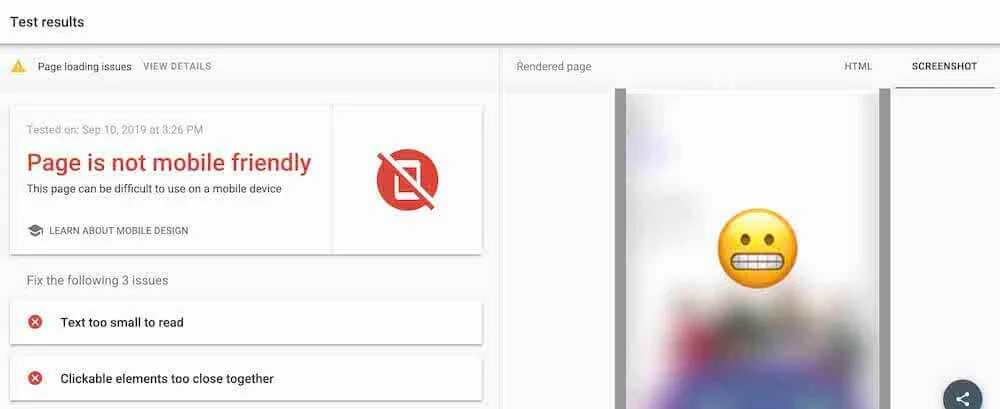 Test results
Page loading issues VIEW DETAILS
Tested on: Sep 10, 2019 at 3:26 PM
Page is not mobile friendly
This page can be difficult to use on a mobile device
LEARN ABOUT MOBILE DESIGN
Fix the following 3 issues
Text too small to read
Clickable elements too close together
Rendered page HTML SCREENSHOT